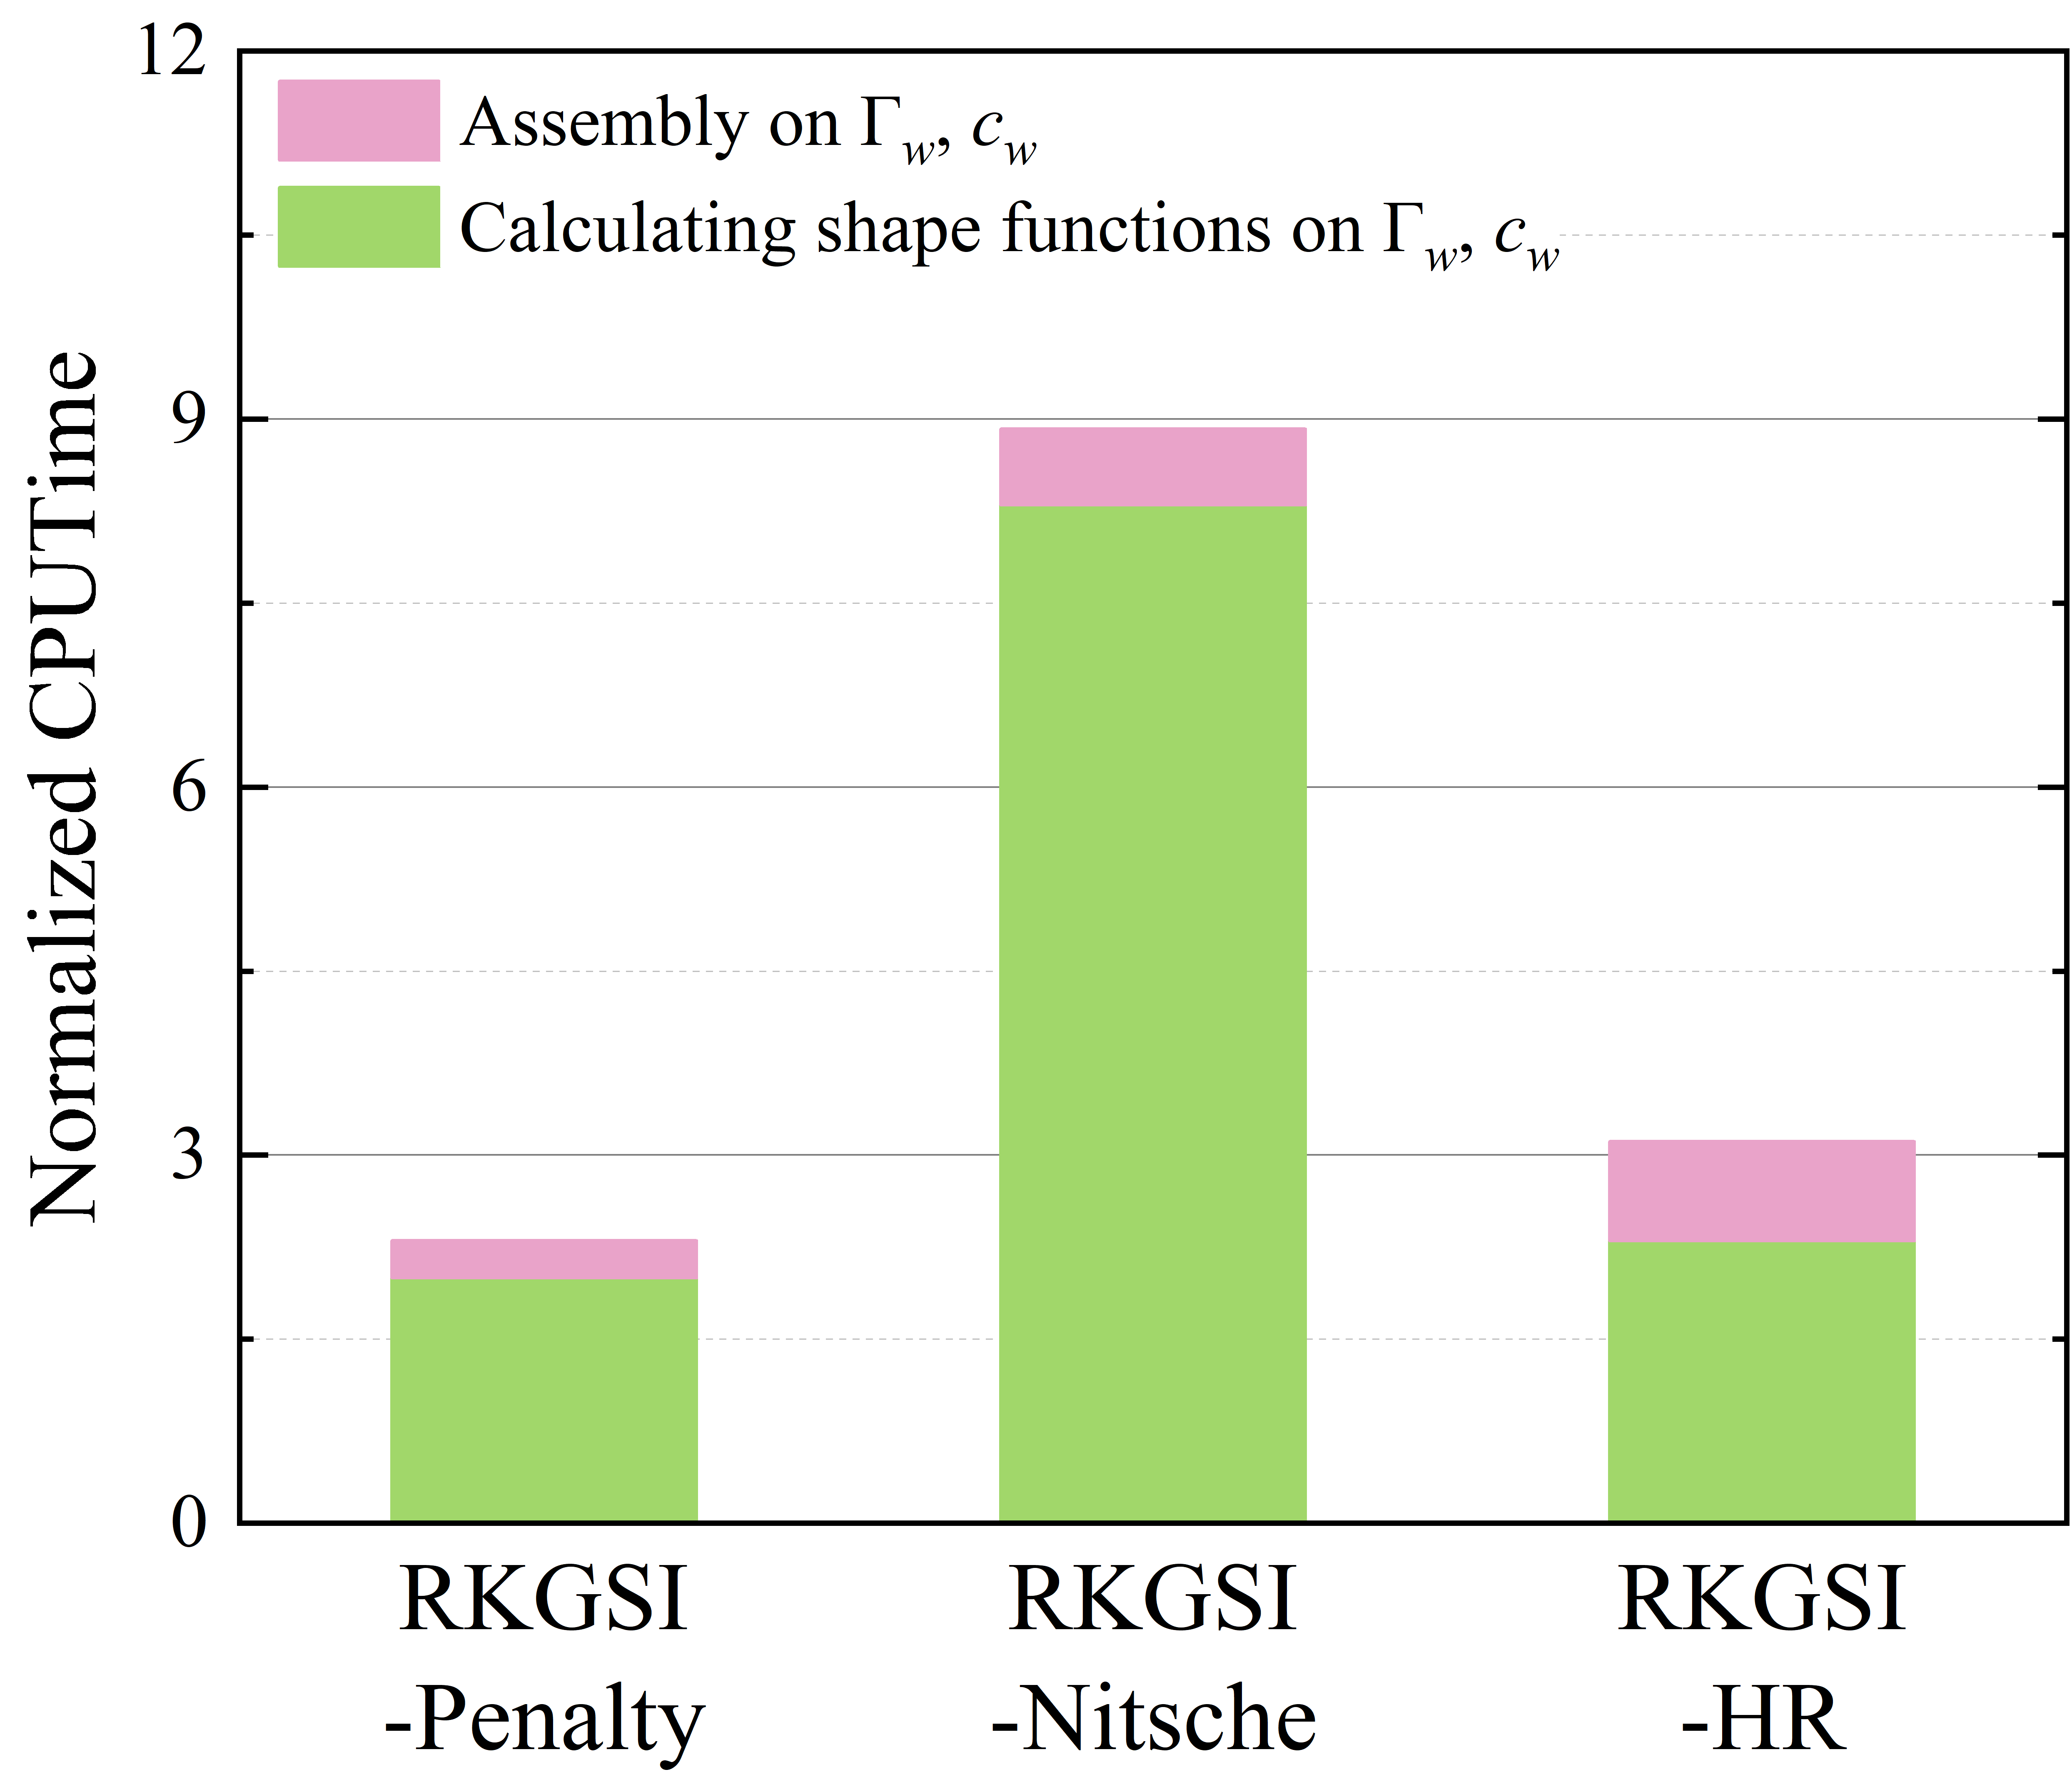 12
Assembly on Γw, cw
Calculating shape functions on Γw, cw
9
6
3
0
Normalized CPUTime
RKGSI RKGSI RKGSI
-Penalty -Nitsche -HR